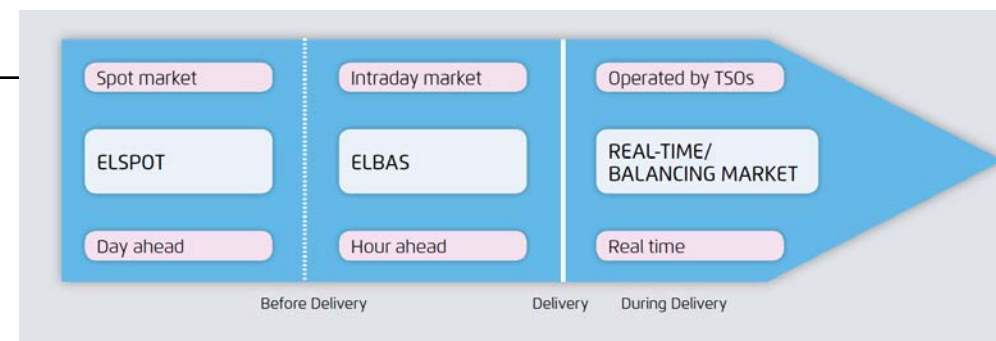 Spot market
Intraday market
Operated by TSOs
ELSPOT
ELBAS
REAL-TIME/
BALANCING MARKET
Day ahead
Hour ahead
Real time
Before Delivery
Delivery
During Delivery